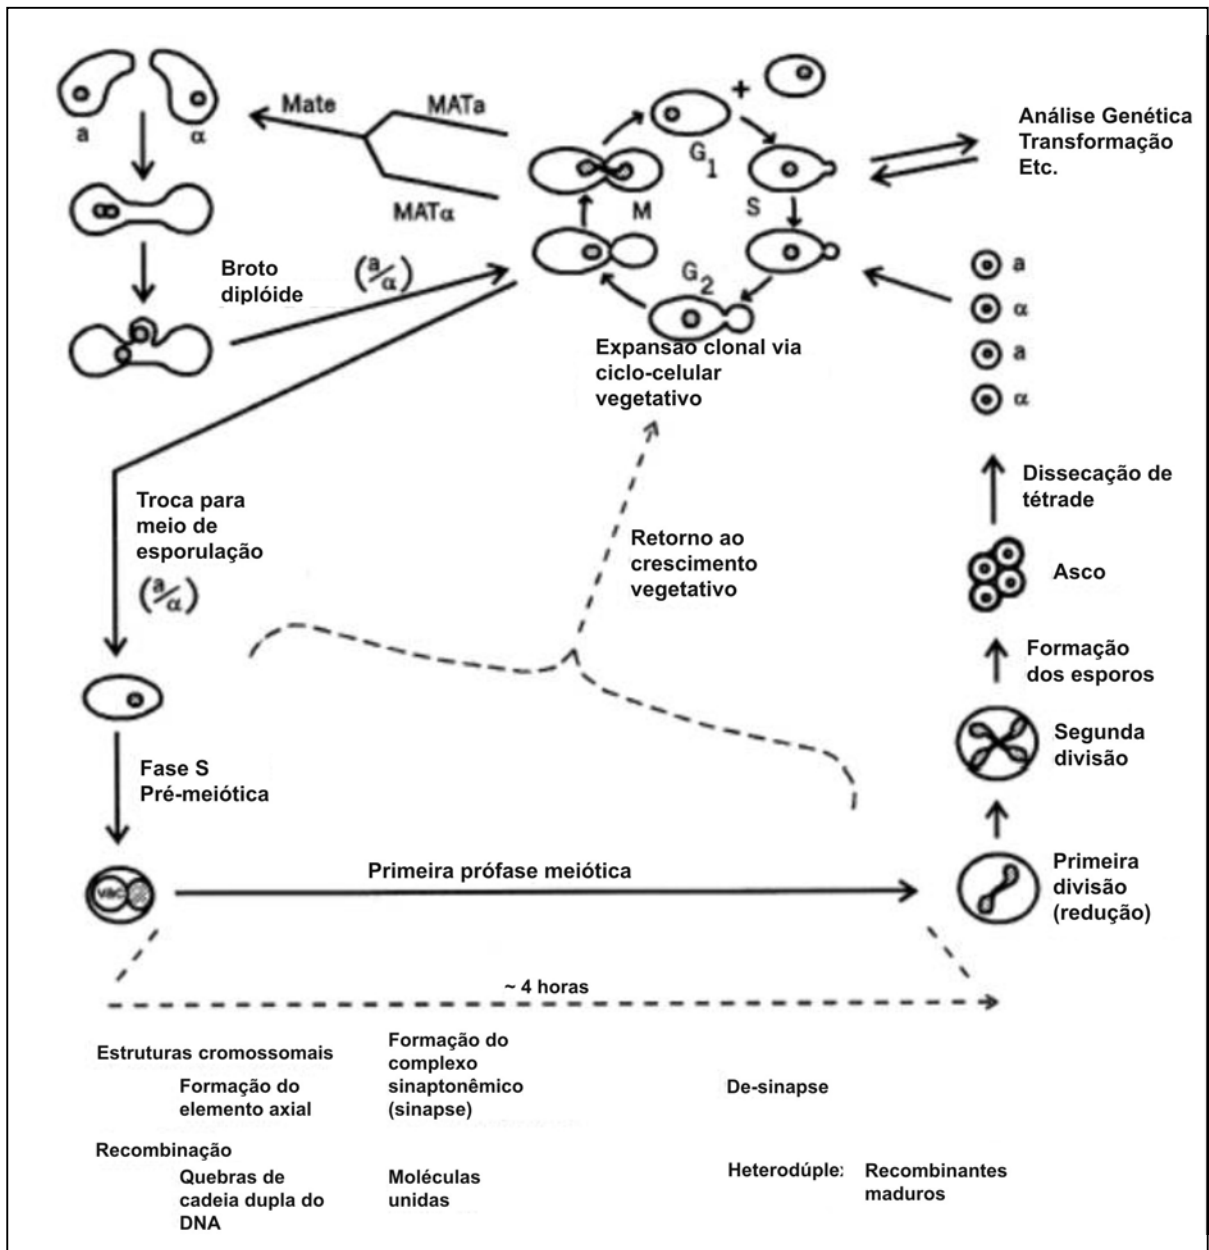 a
α
Mate
MATa
MATα
+
G1
S
G2
M
Análise Genética
Transformação
Etc.
Broto
diplóide
(a/α)
a
α
a
α
Expansão clonal via
ciclo-celular
vegetativo
Troca para
meio de
esporulação
(a/α)
Retorno ao
crescimento
vegetativo
Dissecação de
tétrade
Asco
Formação
dos esporos
Segunda
divisão
Fase S
Pré-meiótica
Primeira prófase meiótica
Primeira
divisão
(redução)
~ 4 horas
Estruturas cromossomais
Formação do
elemento axial
Formação do
complexo
sinaptonêmico
(sinapse)
De-sinapse
Recombinação
Quebras de
cadeia dupla do
DNA
Moléculas
unidas
Heterodúplex
Recombinantes
maduros